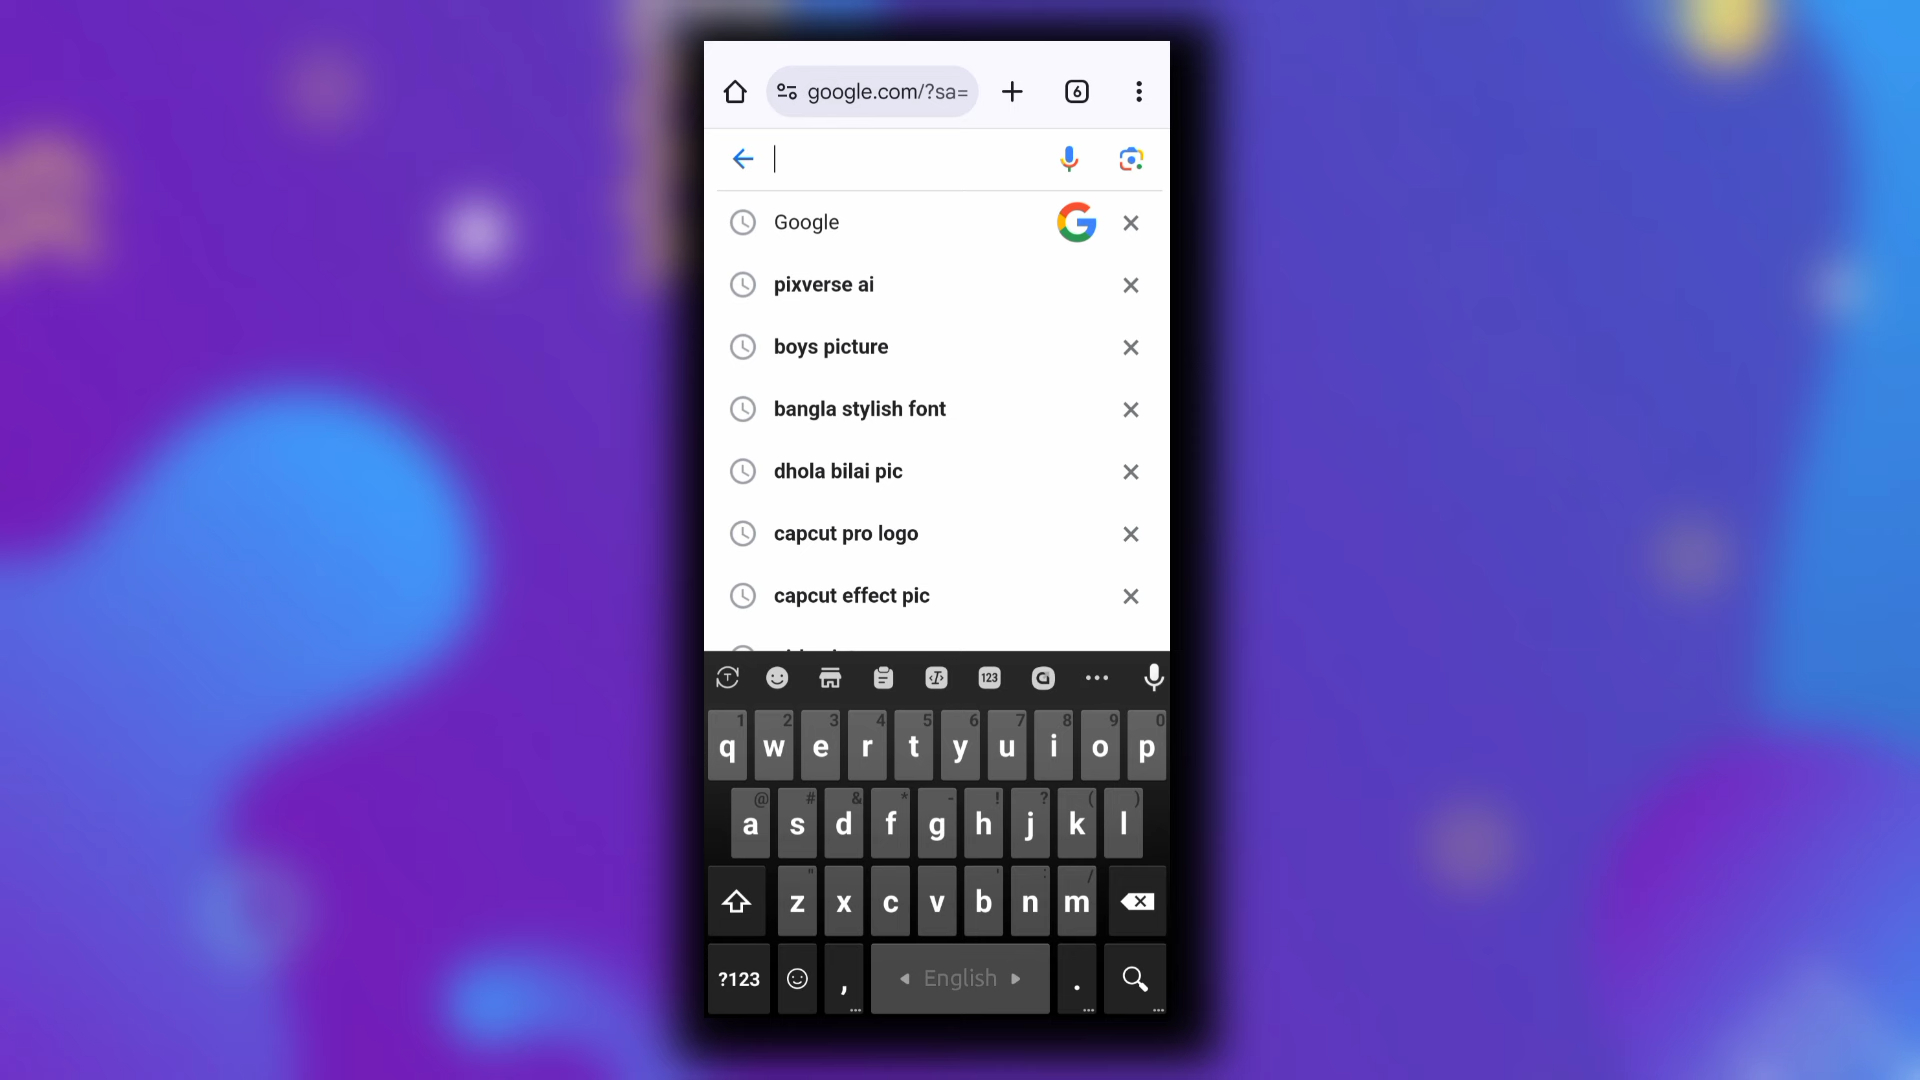 google.com/?sa=
6
Google
pixverse ai
boys picture
bangla stylish font
dhola bilai pic
capcut pro logo
capcut effect pic
T 123
1 2 3 4 5 6 7 8 9 0
q w e r t y u i o p
@ # & * - ! ? ( )
a s d f g h j k l
" ' : /
z x c v b n m
?123 , English .